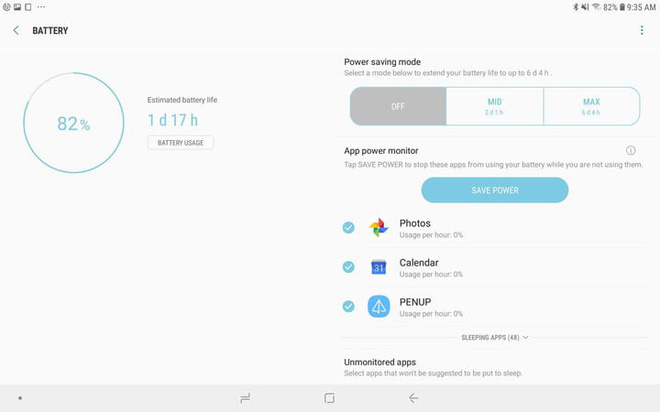 82% 9:35 AM
BATTERY
82%
Estimated battery life
1 d 17 h
BATTERY USAGE
Power saving mode
Select a mode below to extend your battery life to up to 6 d 4 h .
OFF
MID
2 d 1 h
MAX
6 d 4 h
App power monitor
Tap SAVE POWER to stop these apps from using your battery while you are not using them.
SAVE POWER
Photos
Usage per hour: 0%
31
Calendar
Usage per hour: 0%
PENUP
Usage per hour: 0%
SLEEPING APPS (48)
Unmonitored apps
Select apps that won't be suggested to be put to sleep.